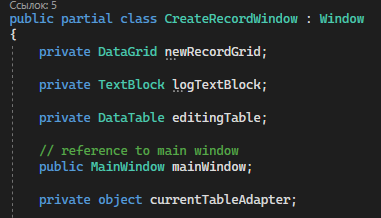 Ссылок: 5
public partial class CreateRecordWindow : Window
{
private DataGrid newRecordGrid;
private TextBlock logTextBlock;
private DataTable editingTable;
// reference to main window
public MainWindow mainWindow;
private object currentTableAdapter;